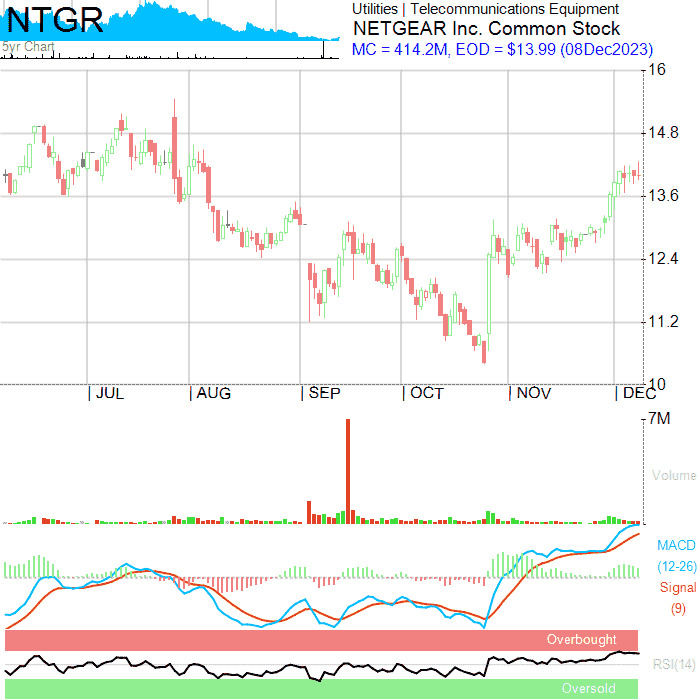 NTGR
5yr Chart
Utilities | Telecommunications Equipment
NETGEAR Inc. Common Stock
MC = 414.2M, EOD = $13.99 (08Dec2023)
16
14.8
13.6
12.4
11.2
10
JUL AUG SEP OCT NOV DEC
7M
Volume
MACD
(12-26)
Signal
(9)
Overbought
RSI(14)
Oversold